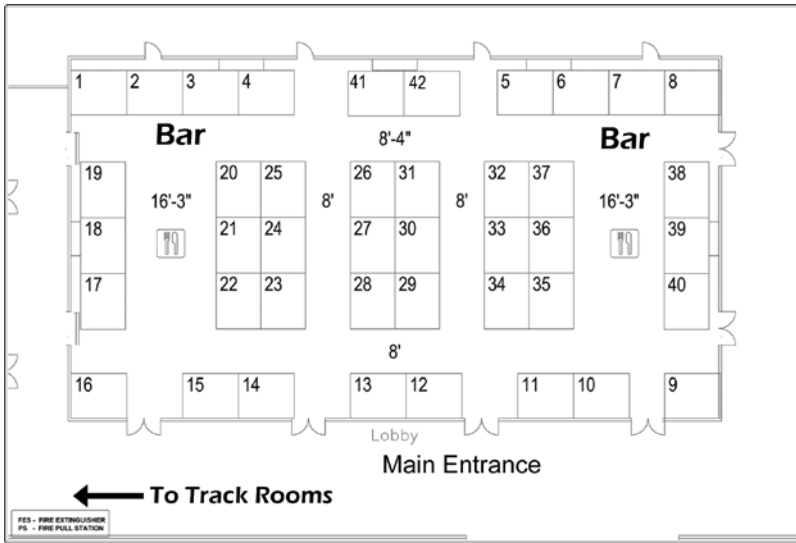 1 2 3 4 41 42 5 6 7 8
Bar 8'-4" Bar
19 20 25 26 31 32 37 38
16'-3" 8' 8' 16'-3"
18 21 24 27 30 33 36 39
17 22 23 28 29 34 35 40
8'
16 15 14 13 12 11 10 9
Lobby
Main Entrance
To Track Rooms
FES - FIRE EXTINGUISHER
PS - FIRE PULL STATION